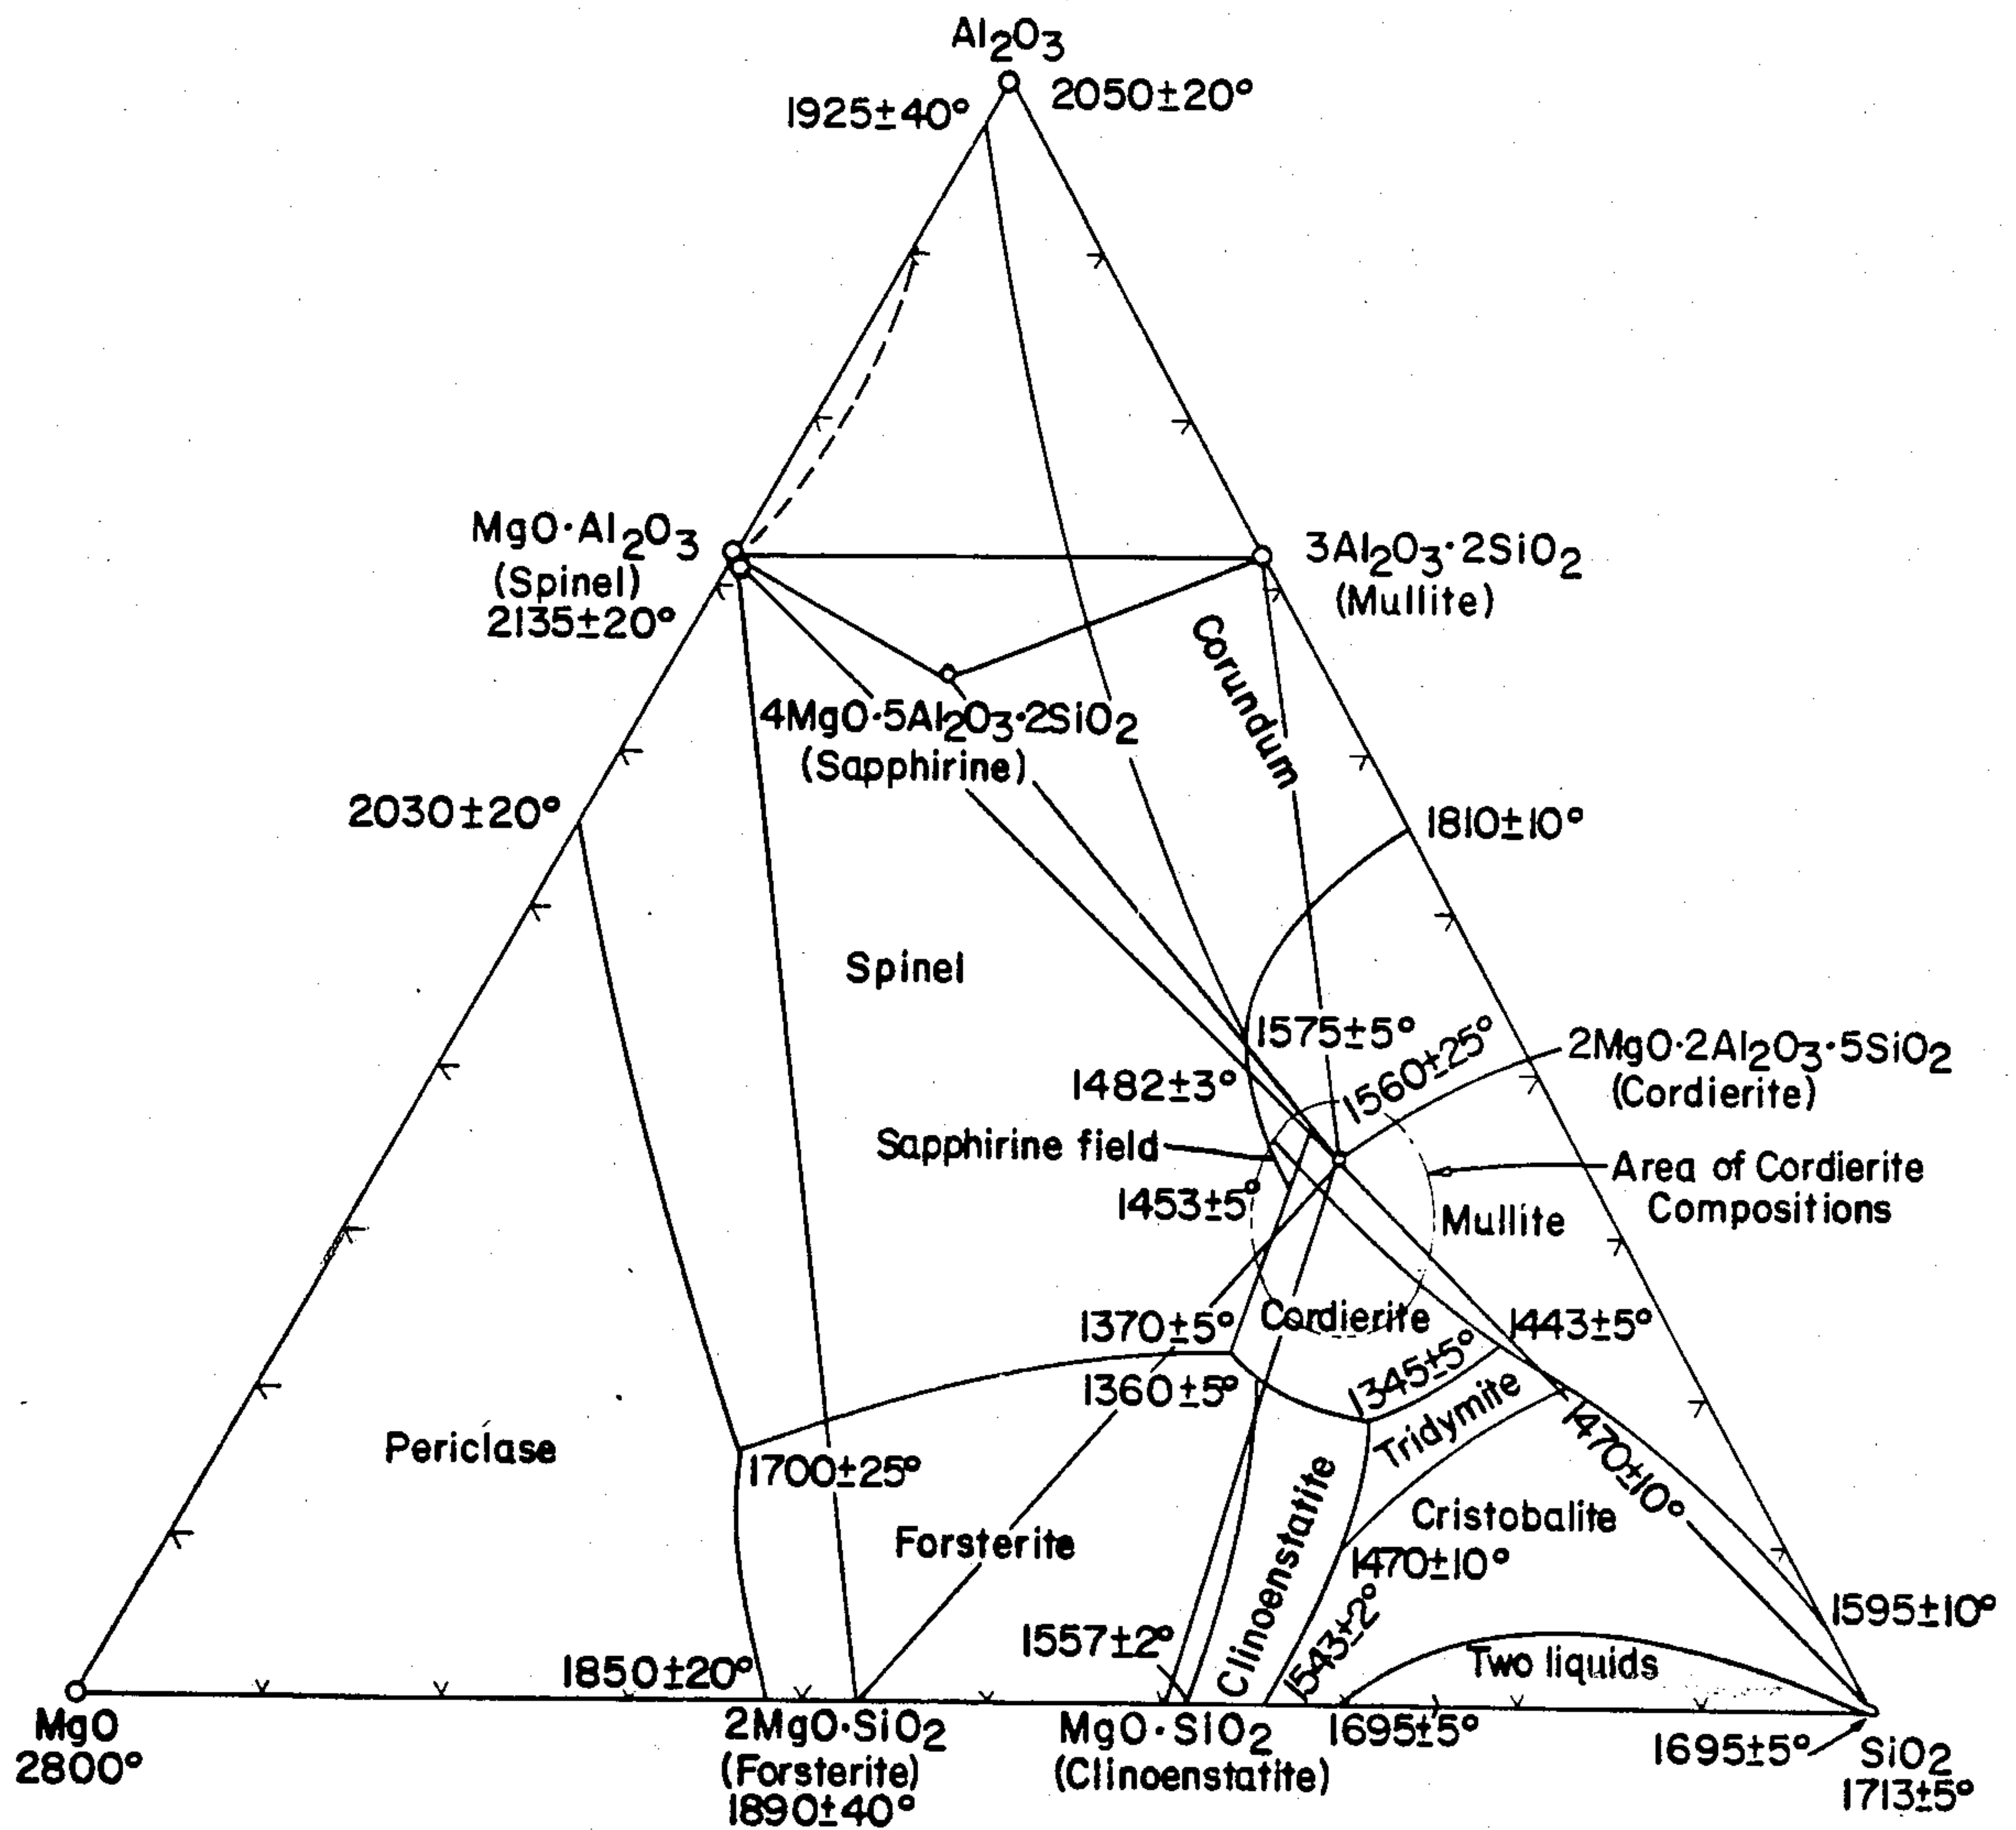 Al₂O₃
1925±40°
2050±20°
MgO·Al₂O₃
(Spinel)
2135±20°
3Al₂O₃·2SiO₂
(Mullite)
Corundum
4MgO·5Al₂O₃·2SiO₂
(Sapphirine)
2030±20°
1810±10°
Spinel
1575±5°
1560±25°
2MgO·2Al₂O₃·5SiO₂
(Cordierite)
1482±3°
Sapphirine field
1453±5°
Area of Cordierite
Compositions
Mullite
1370±5°
Cordierite
1443±5°
1360±5°
1345±5°
Tridymite
1470±10°
Periclase
1700±25°
Forsterite
Clinoenstatite
Cristobalite
1470±10°
1543±2°
1557±2°
1595±10°
Two liquids
1850±20°
MgO
2800°
2MgO·SiO₂
(Forsterite)
1890±40°
MgO·SIO₂
(Clinoenstatite)
1695±5°
1695±5°
SiO₂
1713±5°